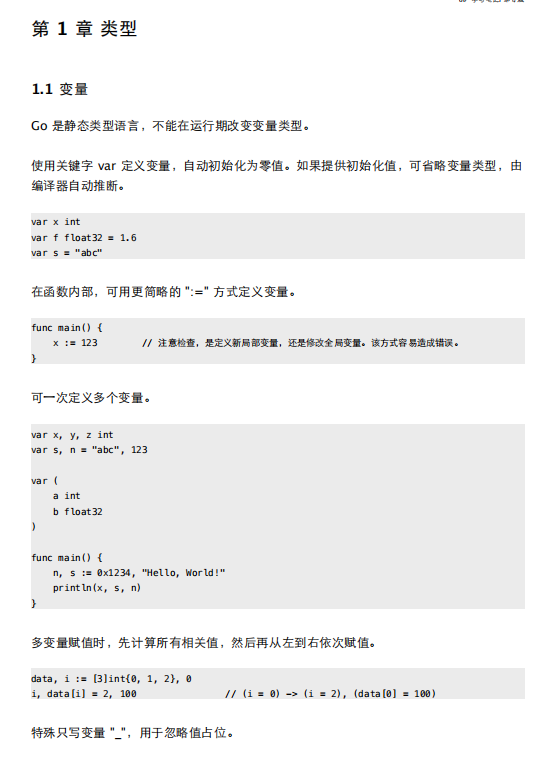 第 1 章 类型
1.1 变量
Go 是静态类型语言，不能在运行期改变变量类型。
使用关键字 var 定义变量，自动初始化为零值。如果提供初始化值，可省略变量类型，由
编译器自动推断。
var x int
var f float32 = 1.6
var s = "abc"
在函数内部，可用更简略的 ":=" 方式定义变量。
func main() {
    x := 123        // 注意检查，是定义新局部变量，还是修改全局变量。该方式容易造成错误。
}
可一次定义多个变量。
var x, y, z int
var s, n = "abc", 123
var (
    a int
    b float32
)
func main() {
    n, s := 0x1234, "Hello, World!"
    println(x, s, n)
}
多变量赋值时，先计算所有相关值，然后再从左到右依次赋值。
data, i := [3]int{0, 1, 2}, 0
i, data[i] = 2, 100                // (i = 0) -> (i = 2), (data[0] = 100)
特殊只写变量 "_"，用于忽略值占位。